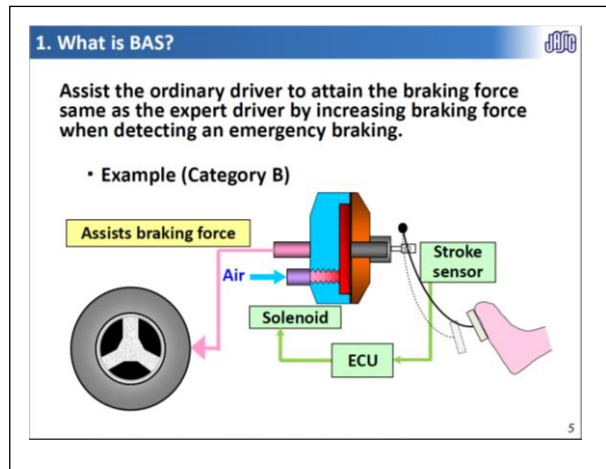 1. What is BAS?
JASIC
Assist the ordinary driver to attain the braking force
same as the expert driver by increasing braking force
when detecting an emergency braking.
・Example (Category B)
Assists braking force
Air
Stroke
sensor
Solenoid
ECU
5